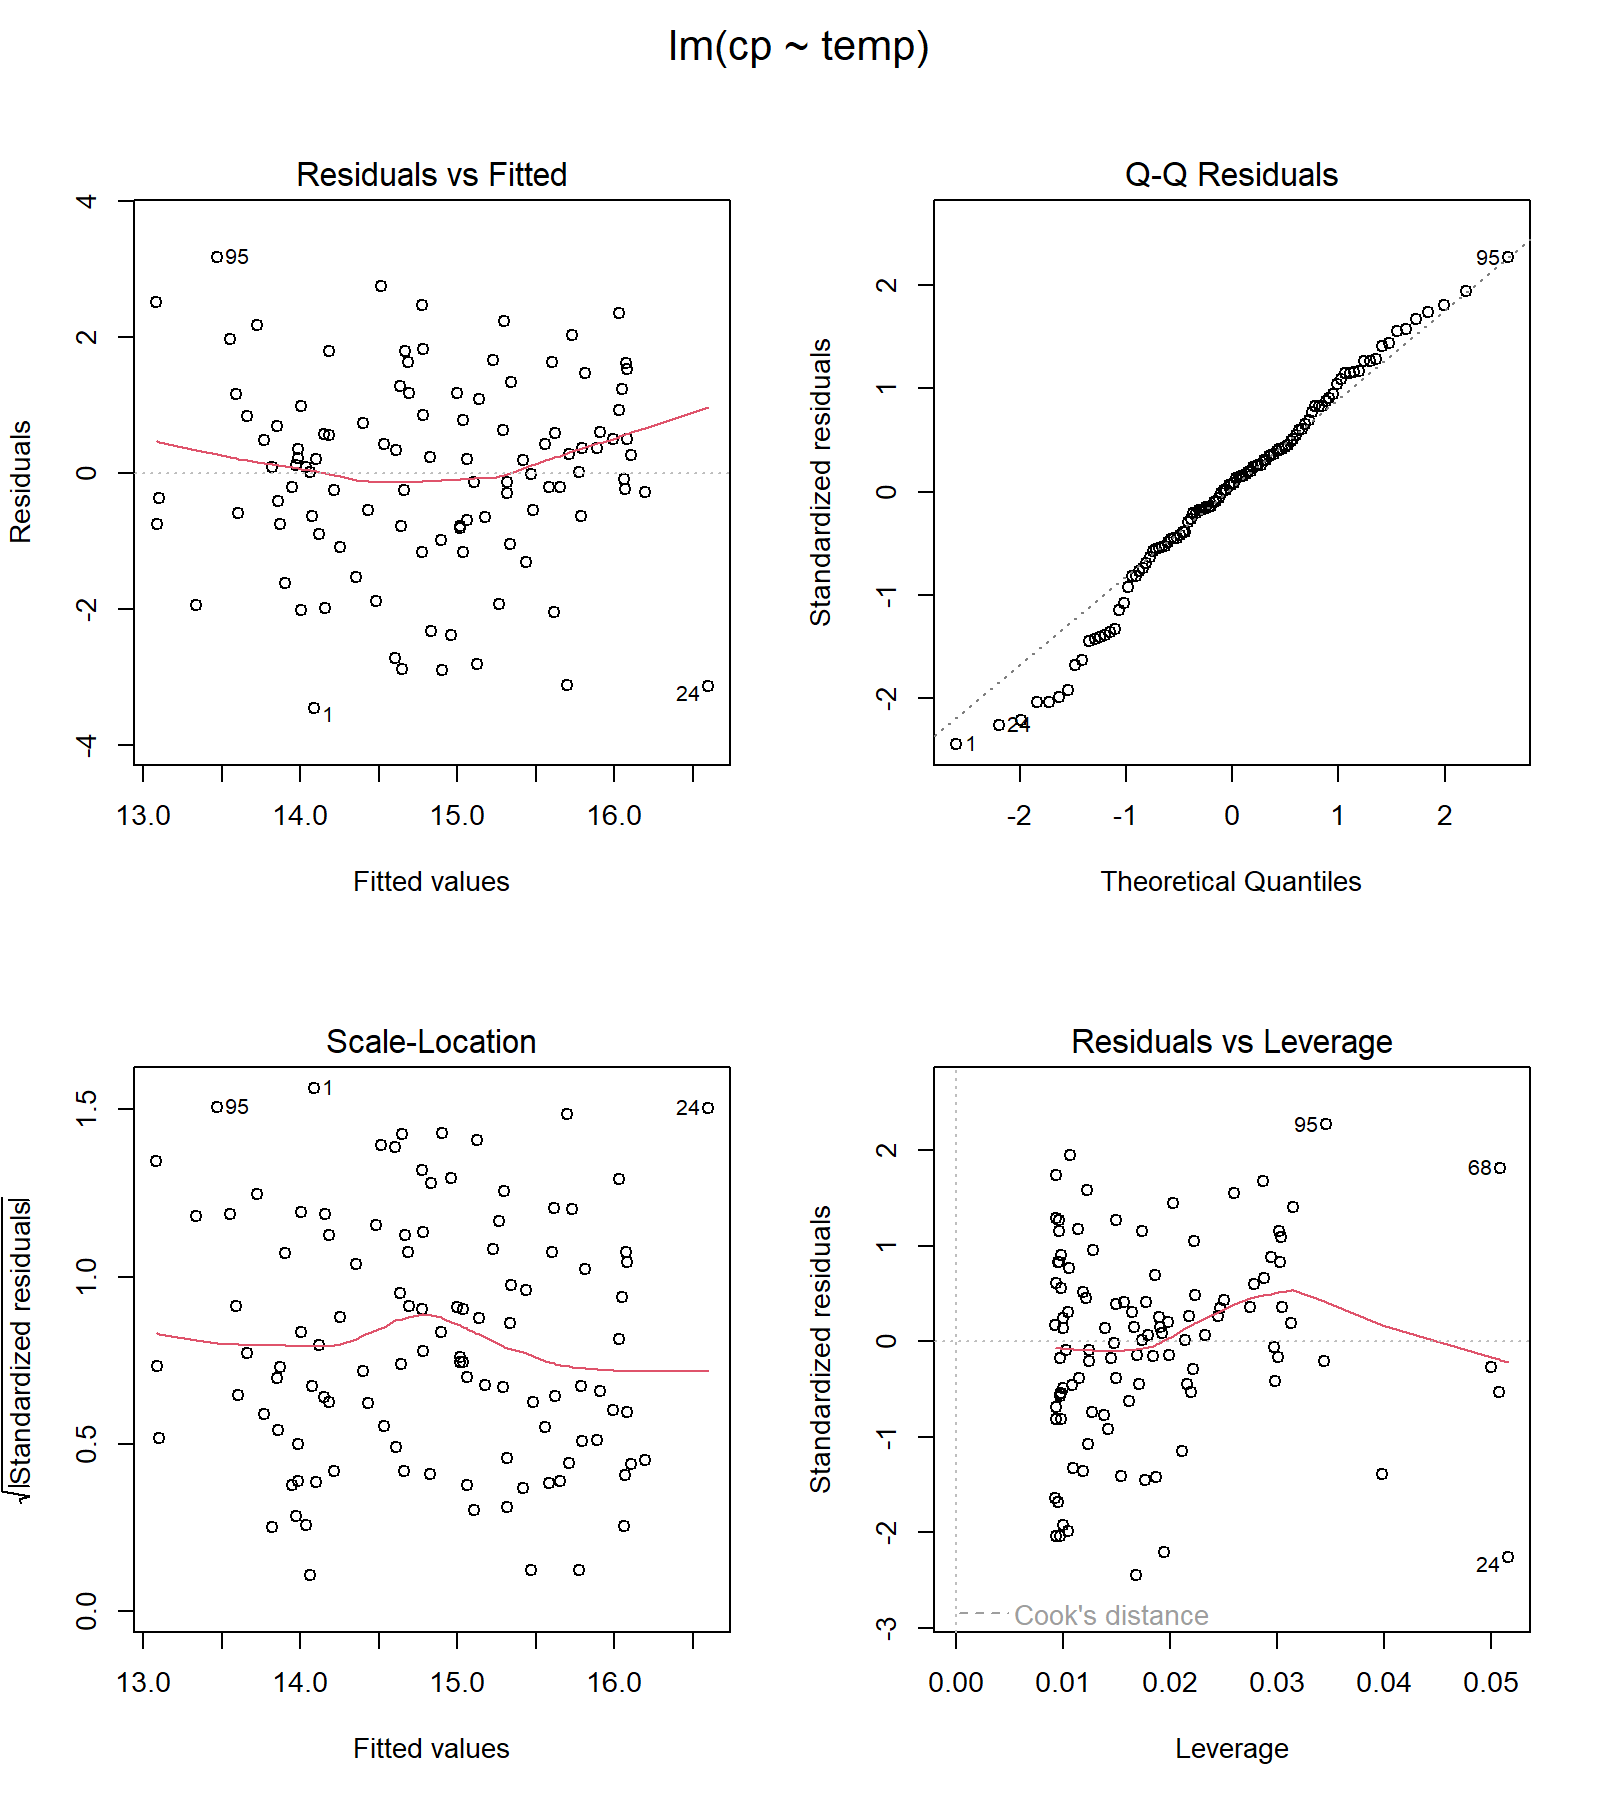 lm(cp ~ temp)
Residuals vs Fitted
Residuals
4
2
0
-2
-4
95
24
1
13.0 14.0 15.0 16.0
Fitted values
Q-Q Residuals
Standardized residuals
2
1
0
-1
-2
95
24
1
-2 -1 0 1 2
Theoretical Quantiles
Scale-Location
√|Standardized residuals|
1.5
1.0
0.5
0.0
95
1
24
13.0 14.0 15.0 16.0
Fitted values
Residuals vs Leverage
Standardized residuals
2
1
0
-1
-2
-3
95
68
24
Cook's distance
0.00 0.01 0.02 0.03 0.04 0.05
Leverage